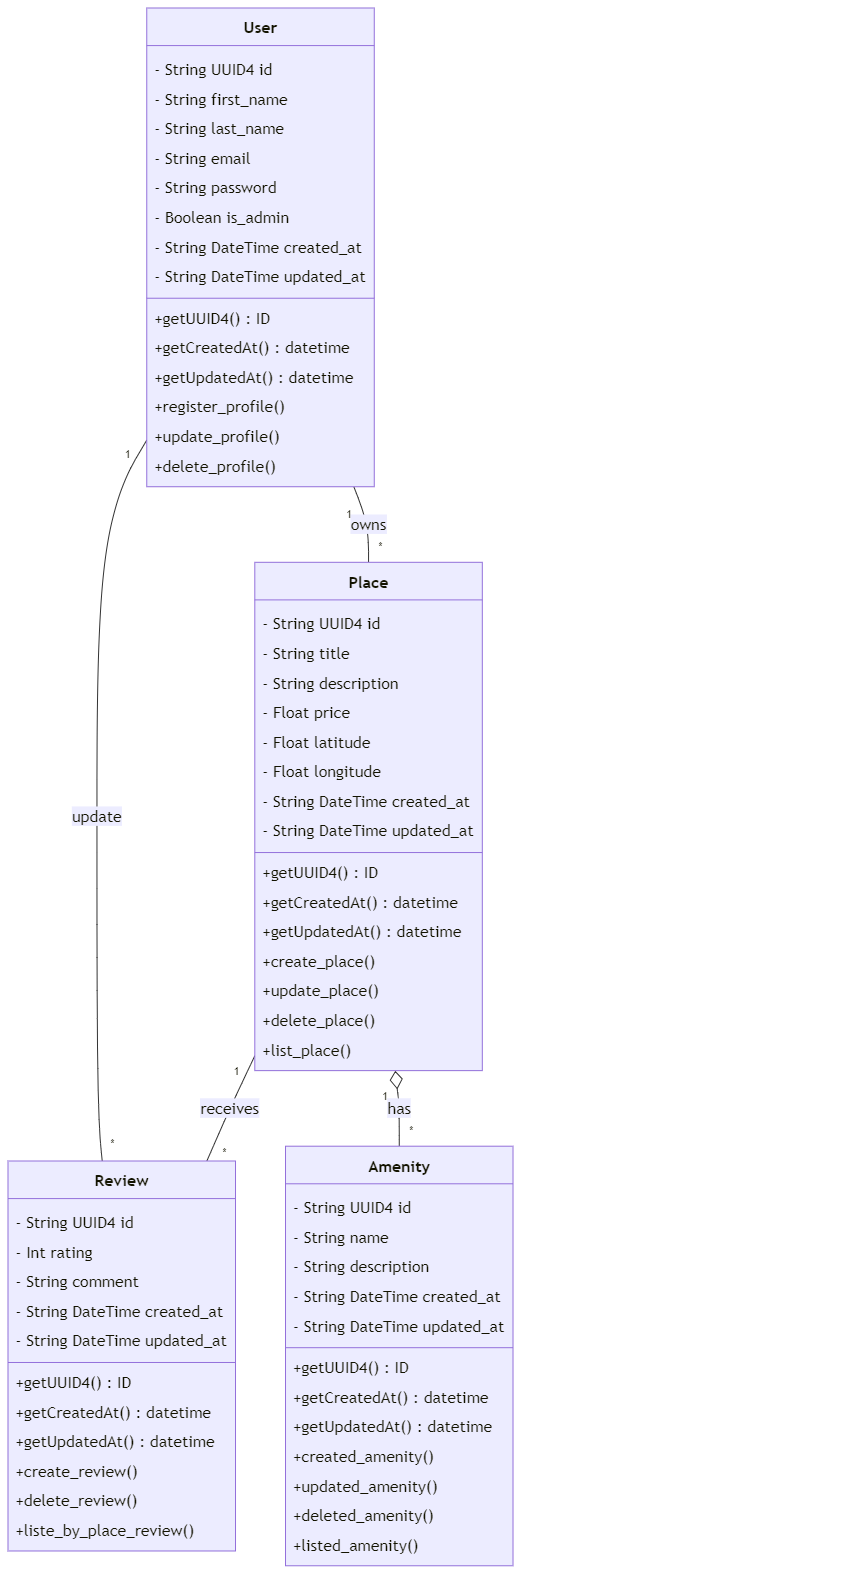 User
- String UUID4 id
- String first_name
- String last_name
- String email
- String password
- Boolean is_admin
- String DateTime created_at
- String DateTime updated_at
+getUUID4() : ID
+getCreatedAt() : datetime
+getUpdatedAt() : datetime
+register_profile()
+update_profile()
+delete_profile()
1
1
owns
*
Place
- String UUID4 id
- String title
- String description
- Float price
- Float latitude
- Float longitude
- String DateTime created_at
- String DateTime updated_at
+getUUID4() : ID
+getCreatedAt() : datetime
+getUpdatedAt() : datetime
+create_place()
+update_place()
+delete_place()
+list_place()
update
*
1
receives
*
1
has
*
Review
- String UUID4 id
- Int rating
- String comment
- String DateTime created_at
- String DateTime updated_at
+getUUID4() : ID
+getCreatedAt() : datetime
+getUpdatedAt() : datetime
+create_review()
+delete_review()
+liste_by_place_review()
Amenity
- String UUID4 id
- String name
- String description
- String DateTime created_at
- String DateTime updated_at
+getUUID4() : ID
+getCreatedAt() : datetime
+getUpdatedAt() : datetime
+created_amenity()
+updated_amenity()
+deleted_amenity()
+listed_amenity()